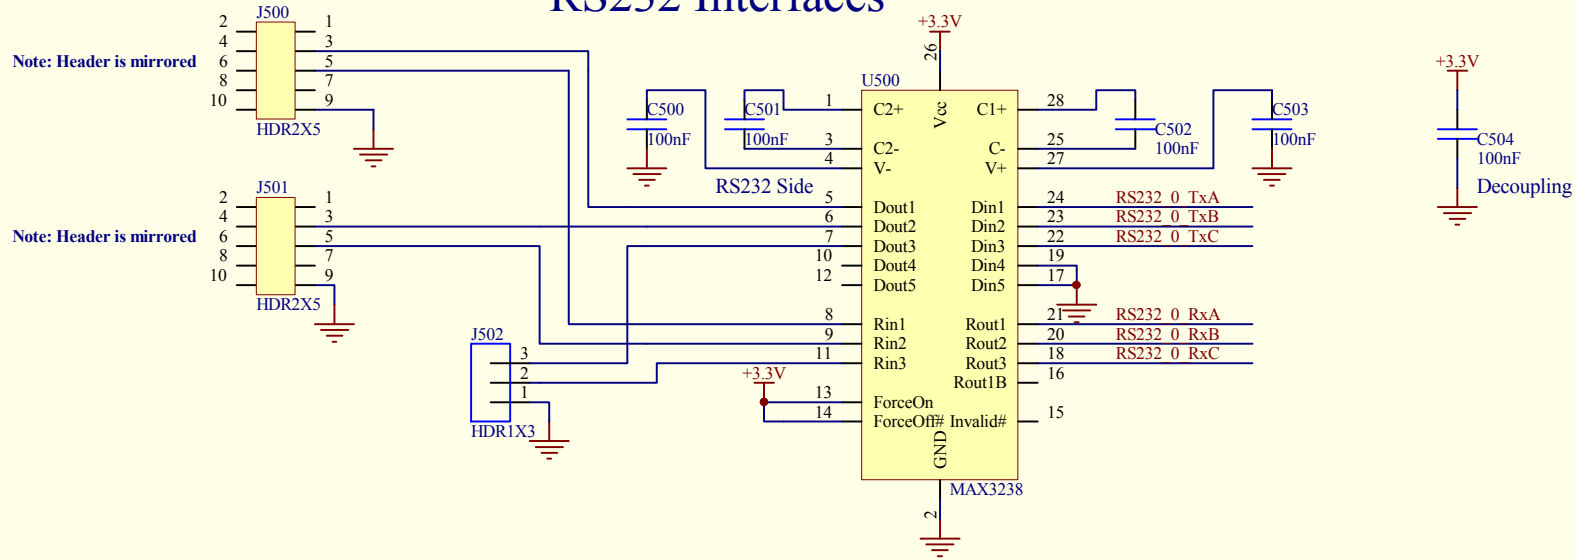 RS232 Interfaces
J500
2 1
4 3
6 5
8 7
10 9
HDR2X5
Note: Header is mirrored
J501
2 1
4 3
6 5
8 7
10 9
HDR2X5
Note: Header is mirrored
J502
3
2
1
HDR1X3
C500
100nF
C501
100nF
RS232 Side
+3.3V
+3.3V
26
U500
Vcc
1 C2+ C1+ 28
3 C2- C- 25
4 V- V+ 27
5 Dout1 Din1 24 RS232_0_TxA
6 Dout2 Din2 23 RS232_0_TxB
7 Dout3 Din3 22 RS232_0_TxC
10 Dout4 Din4 19
12 Dout5 Din5 17
8 Rin1 Rout1 21 RS232_0_RxA
9 Rin2 Rout2 20 RS232_0_RxB
11 Rin3 Rout3 18 RS232_0_RxC
Rout1B 16
13 ForceOn
14 ForceOff# Invalid# 15
GND
MAX3238
2
C502
100nF
C503
100nF
+3.3V
C504
100nF
Decoupling